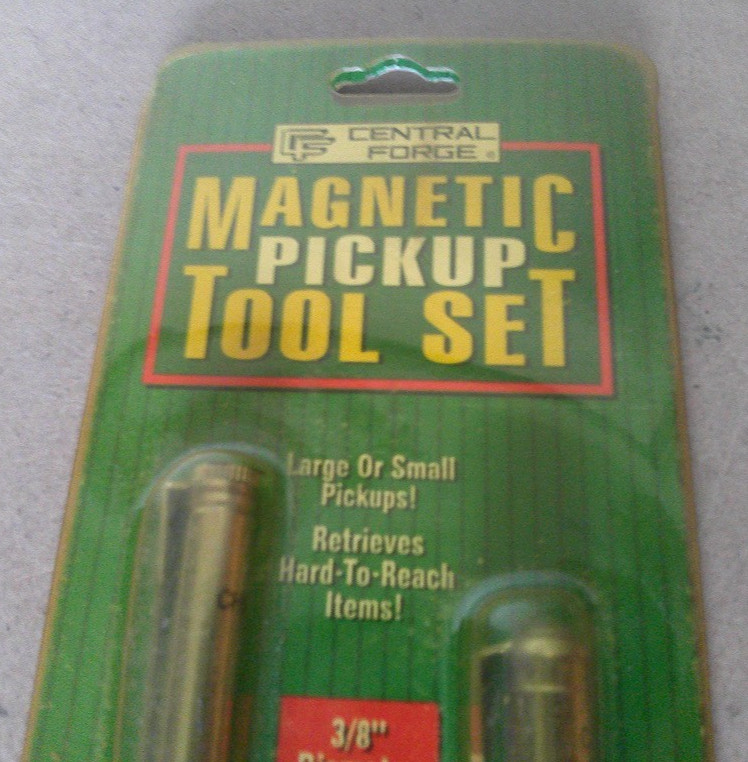 CENTRAL
FORGE
MAGNETIC
PICKUP
TOOL SET
Large Or Small
Pickups!
Retrieves
Hard-To-Reach
Items!
3/8"